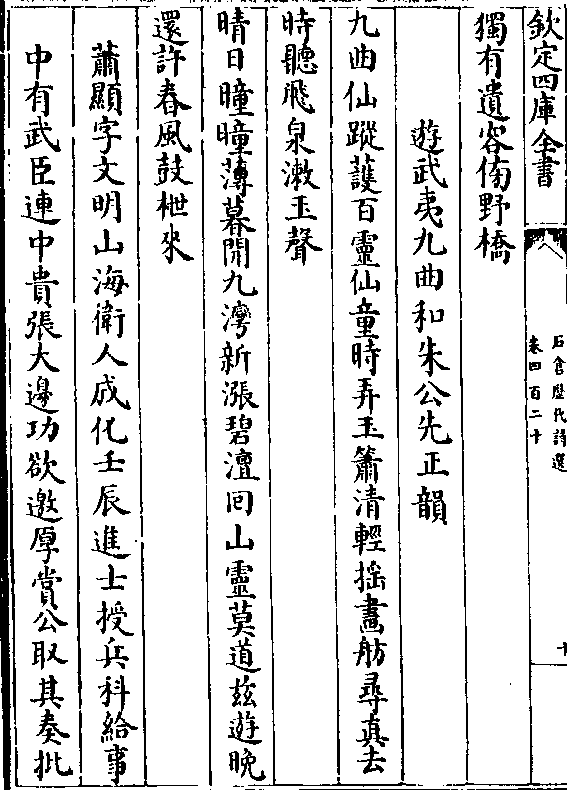 欽定四庫全書
石倉歷代詩選
卷四百二十
十
獨有遺容傋野橋
遊武夷九曲和朱公先正韻
九曲仙蹤護百靈仙童時弄玉簫清輕搖畵舫尋真去
時聽飛泉漱玉聲
晴日曈曈薄暮開九灣新漲碧澶囘山靈莫道兹遊晚
還許春風鼓枻來
蕭顯字文明山海衛人成化壬辰進士授兵科給事
中有武臣連中貴張大邊功欲邀厚賞公取其奏批